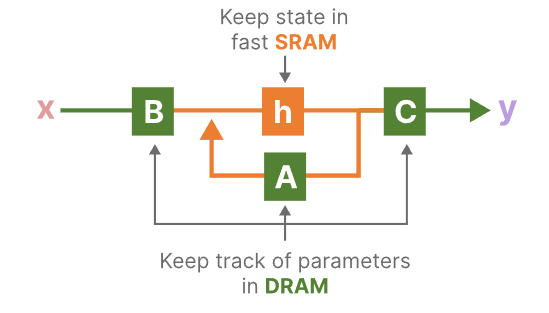 Keep state in
fast SRAM
x B h C y
A
Keep track of parameters
in DRAM